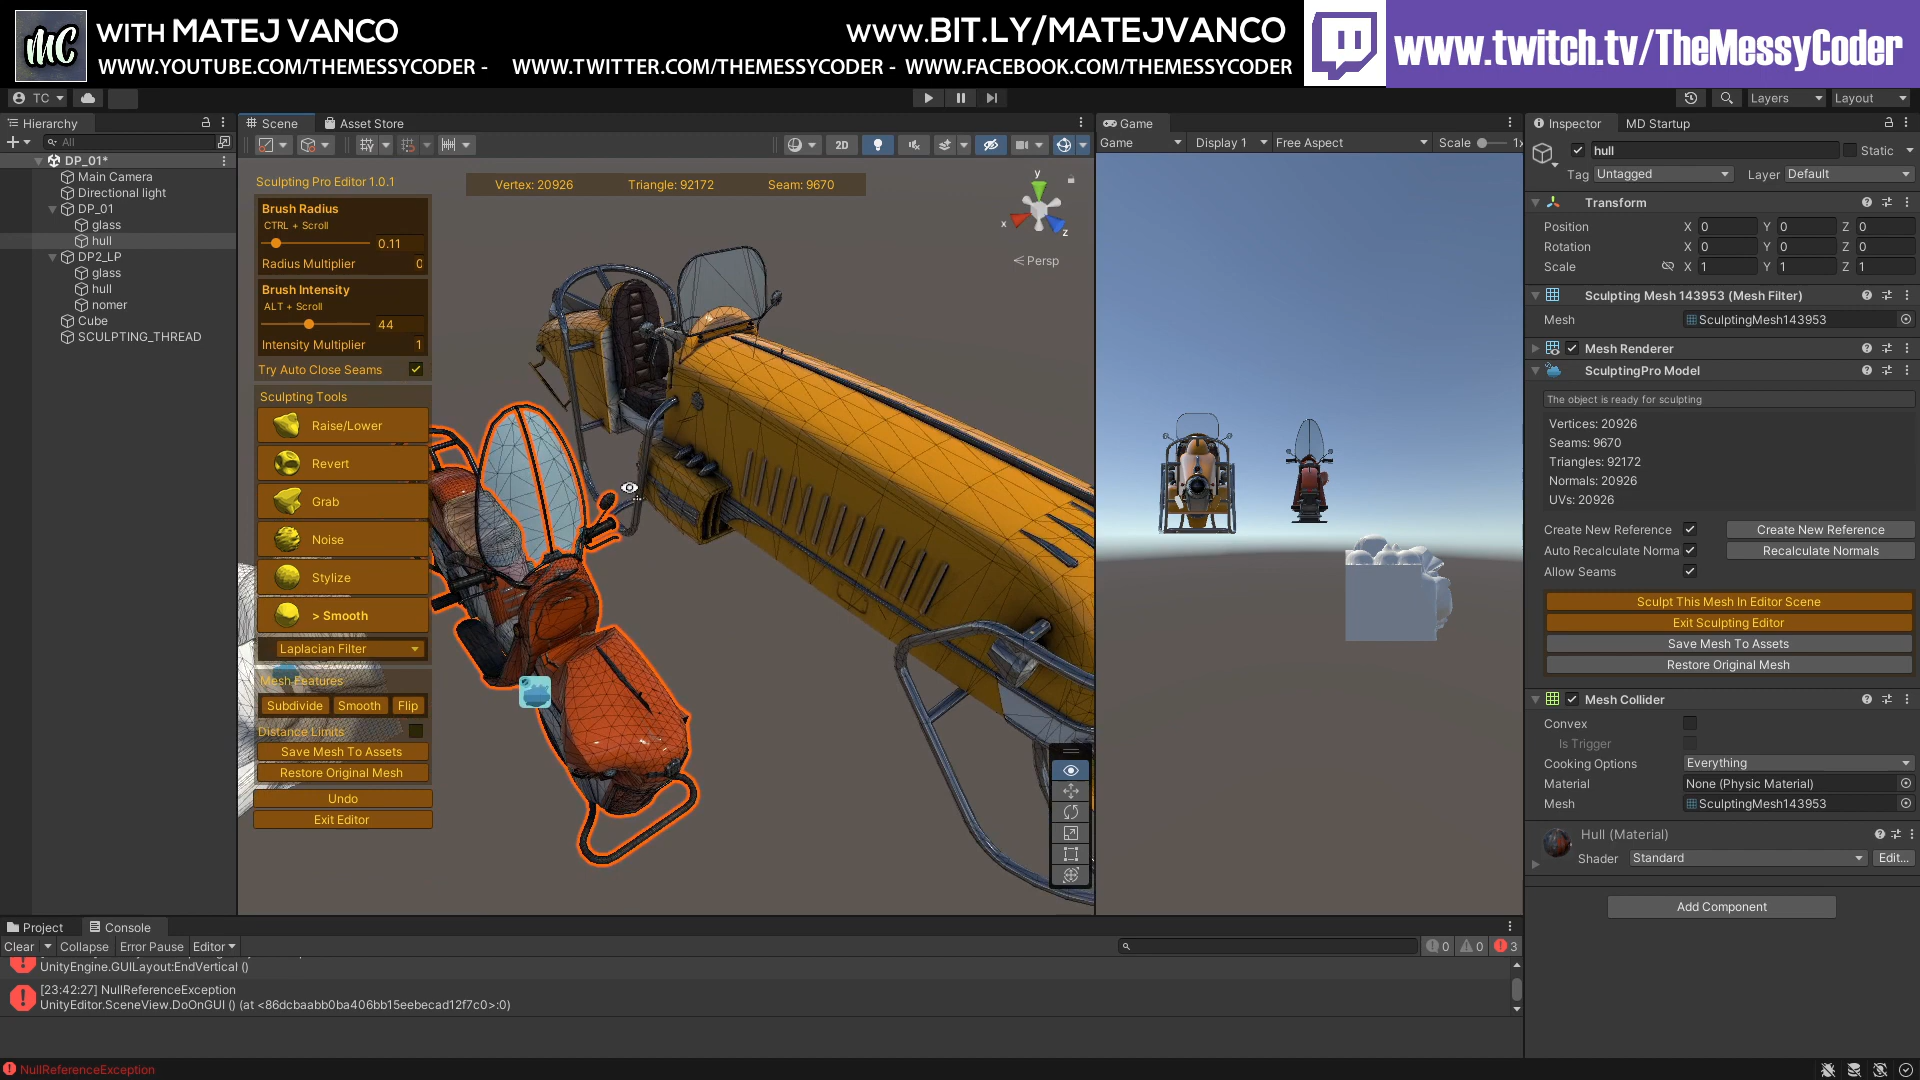 MC WITH MATEJ VANCO
WWW.BIT.LY/MATEJVANCO
WWW.YOUTUBE.COM/THEMESSYCODER - WWW.TWITTER.COM/THEMESSYCODER - WWW.FACEBOOK.COM/THEMESSYCODER
www.twitch.tv/TheMessyCoder
TC
Layers
Layout
Hierarchy
All
DP_01*
Main Camera
Directional light
DP_01
glass
hull
DP2_LP
glass
hull
nomer
Cube
SCULPTING_THREAD
Scene
Asset Store
2D
Sculpting Pro Editor 1.0.1
Vertex: 20926 Triangle: 92172 Seam: 9670
Brush Radius
CTRL + Scroll
0.11
Radius Multiplier 0
Brush Intensity
ALT + Scroll
44
Intensity Multiplier 1
Try Auto Close Seams
Sculpting Tools
Raise/Lower
Revert
Grab
Noise
Stylize
> Smooth
Laplacian Filter
Mesh Features
Subdivide Smooth Flip
Distance Limits
Save Mesh To Assets
Restore Original Mesh
Undo
Exit Editor
y
x
z
Persp
Game
Game Display 1 Free Aspect Scale 1x
Inspector MD Startup
hull Static
Tag Untagged Layer Default
Transform
Position X 0 Y 0 Z 0
Rotation X 0 Y 0 Z 0
Scale X 1 Y 1 Z 1
Sculpting Mesh 143953 (Mesh Filter)
Mesh SculptingMesh143953
Mesh Renderer
SculptingPro Model
The object is ready for sculpting
Vertices: 20926
Seams: 9670
Triangles: 92172
Normals: 20926
UVs: 20926
Create New Reference Create New Reference
Auto Recalculate Norma Recalculate Normals
Allow Seams
Sculpt This Mesh In Editor Scene
Exit Sculpting Editor
Save Mesh To Assets
Restore Original Mesh
Mesh Collider
Convex
Is Trigger
Cooking Options Everything
Material None (Physic Material)
Mesh SculptingMesh143953
Hull (Material)
Shader Standard Edit...
Add Component
Project Console
Clear Collapse Error Pause Editor
0 0 3
UnityEngine.GUILayout:EndVertical ()
[23:42:27] NullReferenceException
UnityEditor.SceneView.DoOnGUI () (at <86dcbaabb0ba406bb15eebecad12f7c0>:0)
NullReferenceException